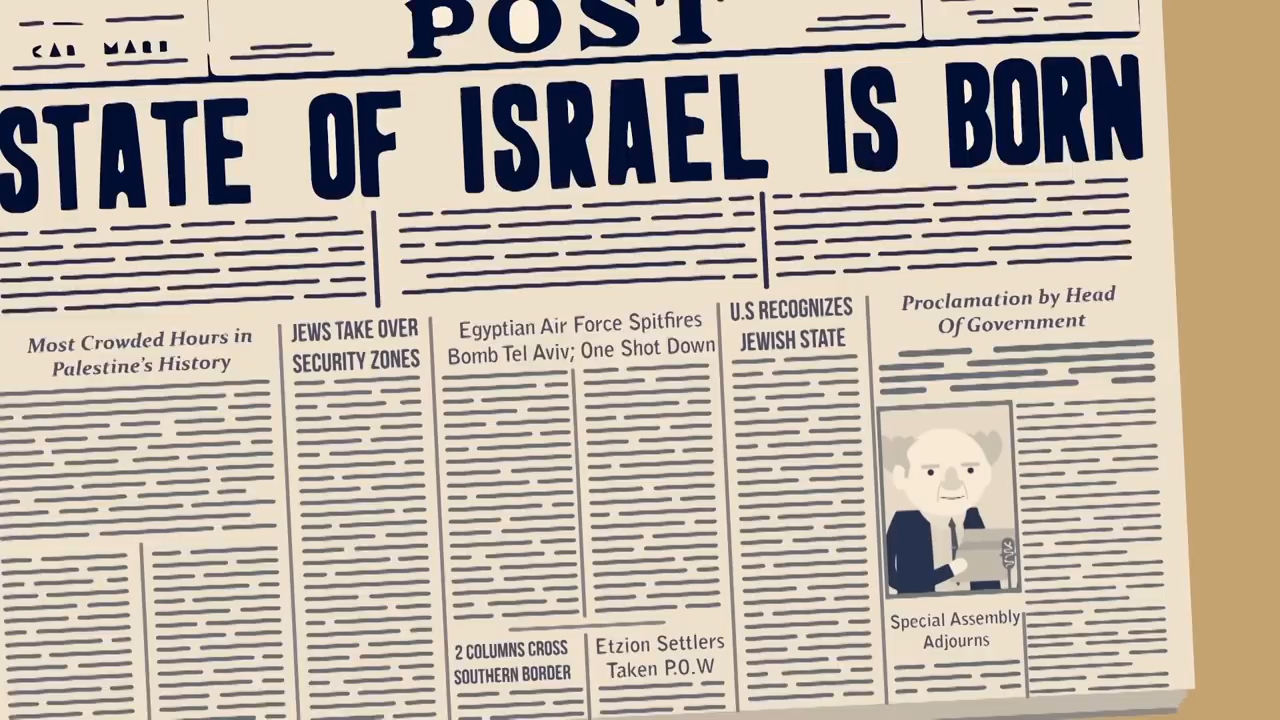 POST
STATE OF ISRAEL IS BORN
Most Crowded Hours in
Palestine's History
JEWS TAKE OVER
SECURITY ZONES
Egyptian Air Force Spitfires
Bomb Tel Aviv; One Shot Down
U.S RECOGNIZES
JEWISH STATE
Proclamation by Head
Of Government
2 COLUMNS CROSS
SOUTHERN BORDER
Etzion Settlers
Taken P.O.W
Special Assembly
Adjourns